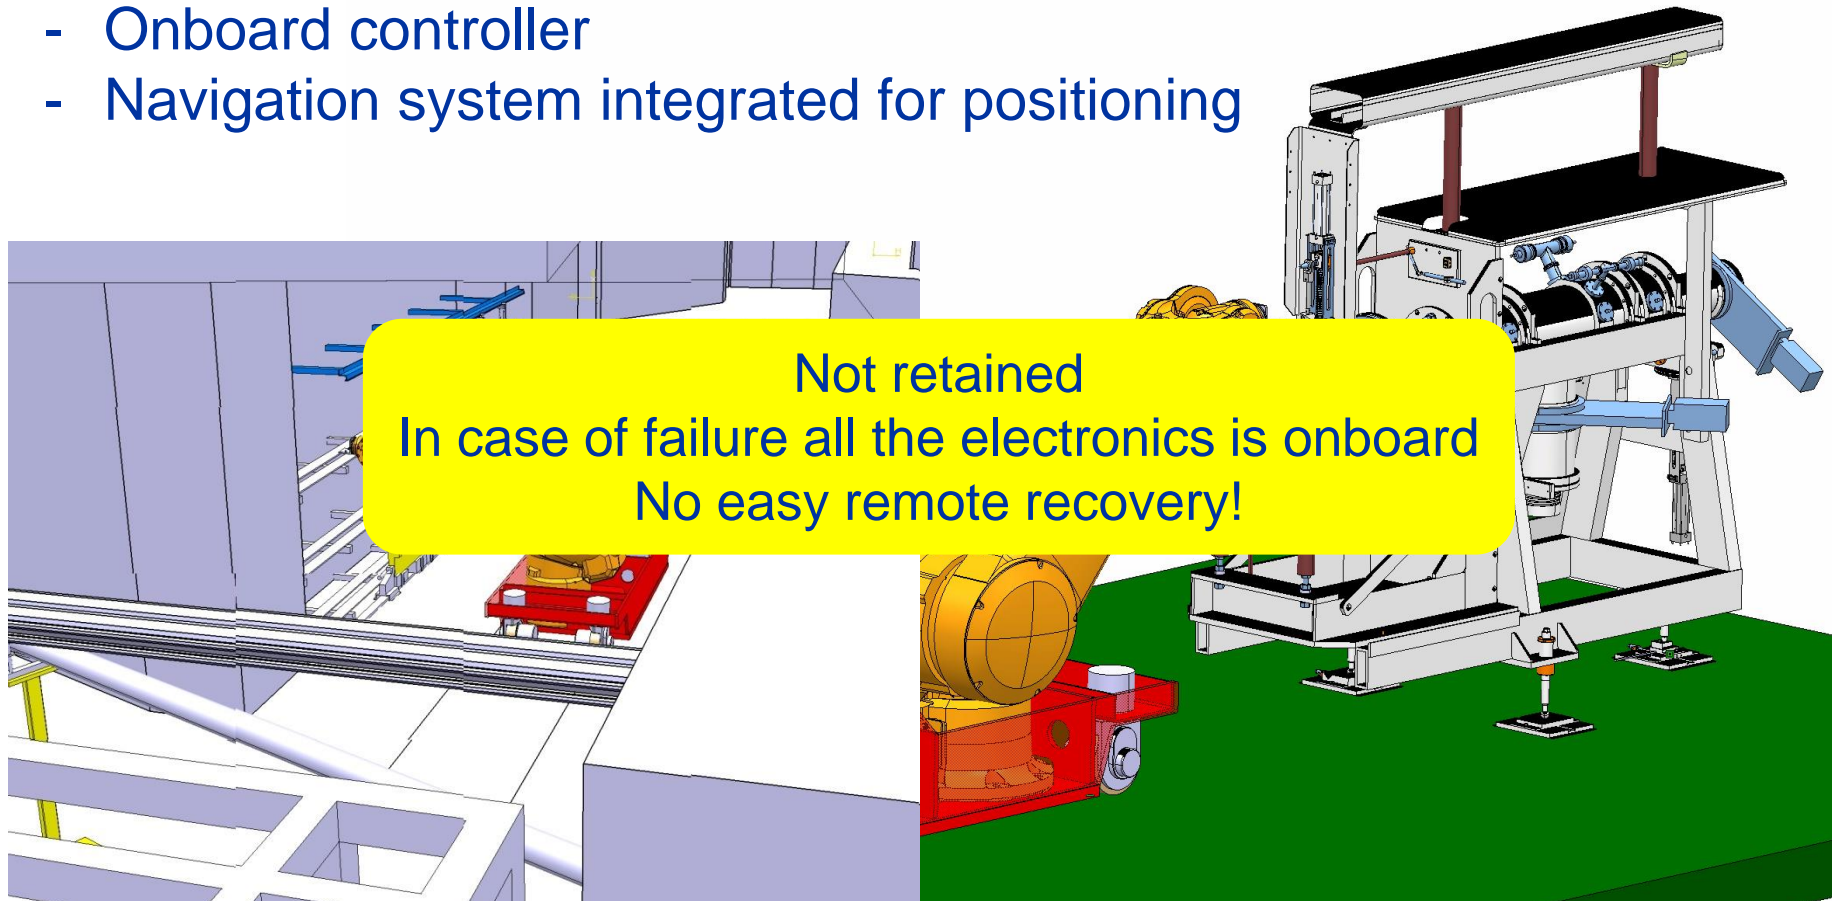 - Onboard controller
- Navigation system integrated for positioning
Not retained
In case of failure all the electronics is onboard
No easy remote recovery!